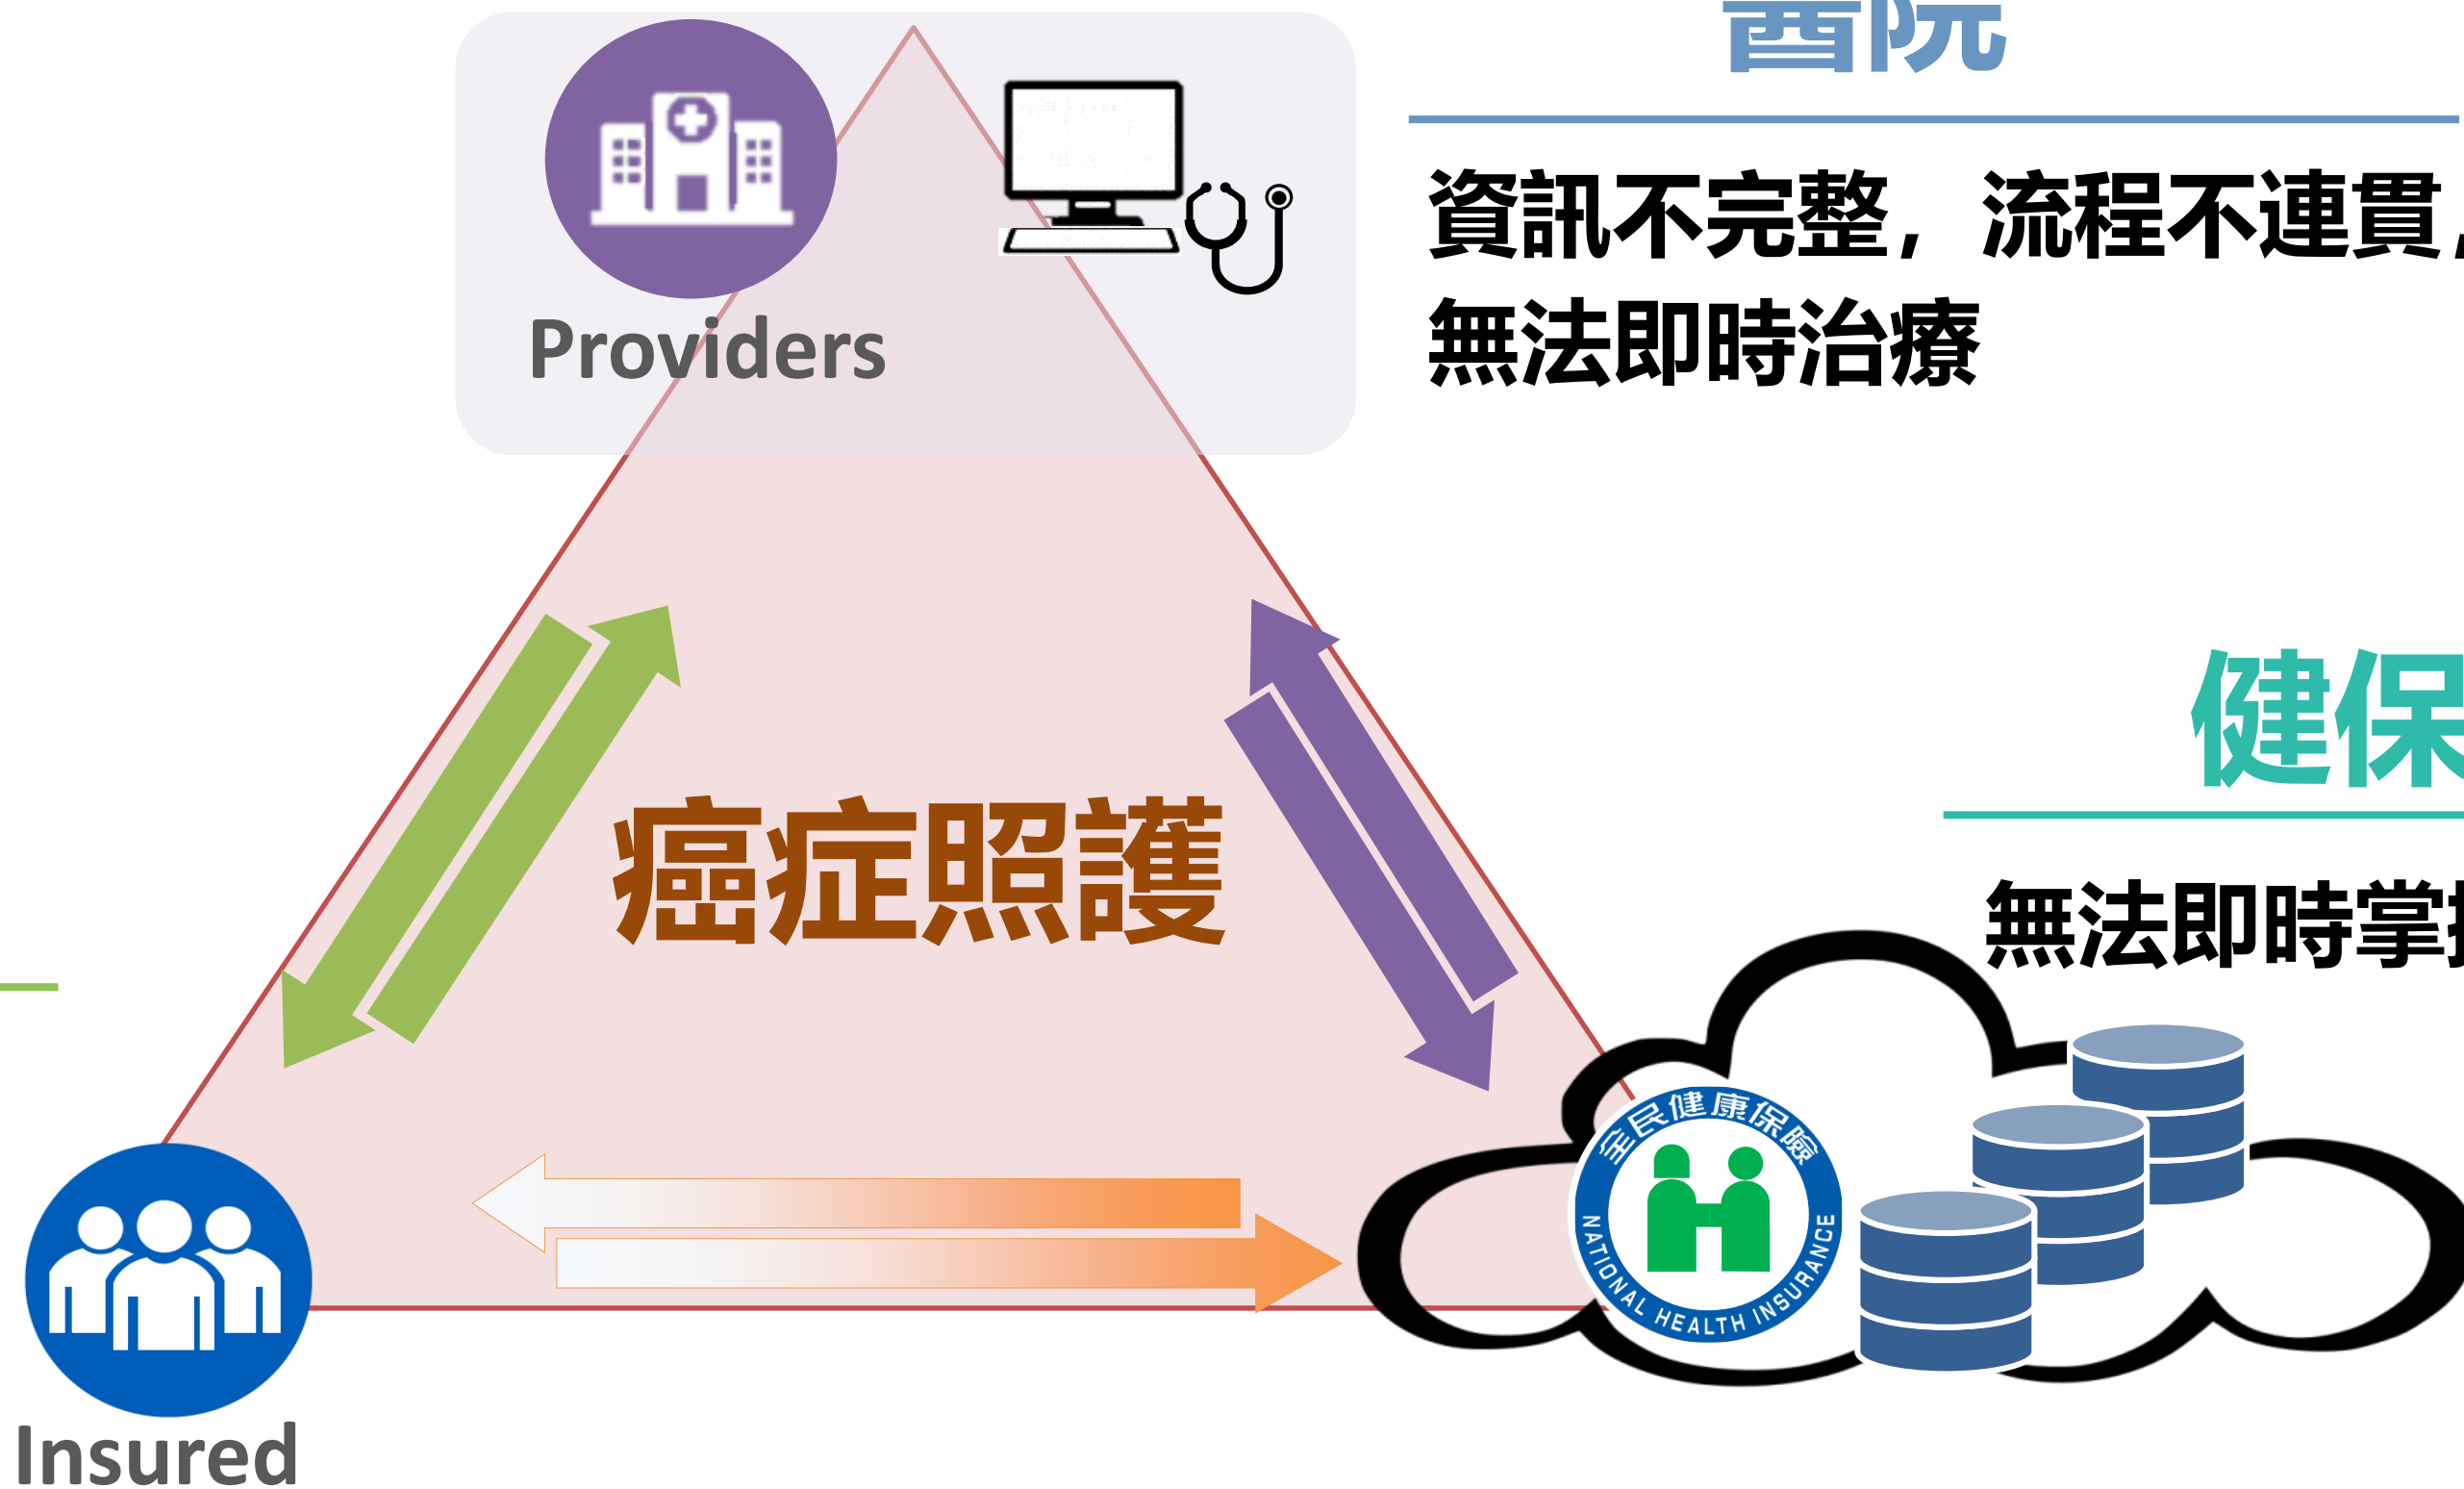 醫院
資訊不完整，流程不連貫，
無法即時治療
Providers
健保
癌症照護
無法即時掌
全民健康保險
NATIONAL HEALTH INSURANCE
Insured